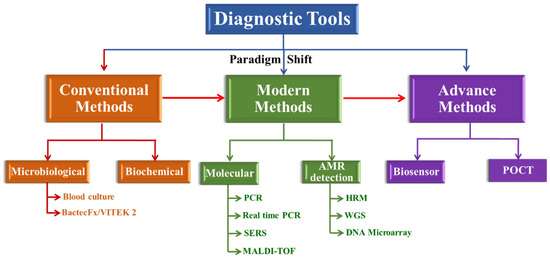 Diagnostic Tools
Paradigm Shift
Conventional
Methods
Modern
Methods
Advance
Methods
Microbiological
Biochemical
Molecular
AMR
detection
Biosensor
POCT
Blood culture
BactecFx/VITEK 2
PCR
Real time PCR
SERS
MALDI-TOF
HRM
WGS
DNA Microarray